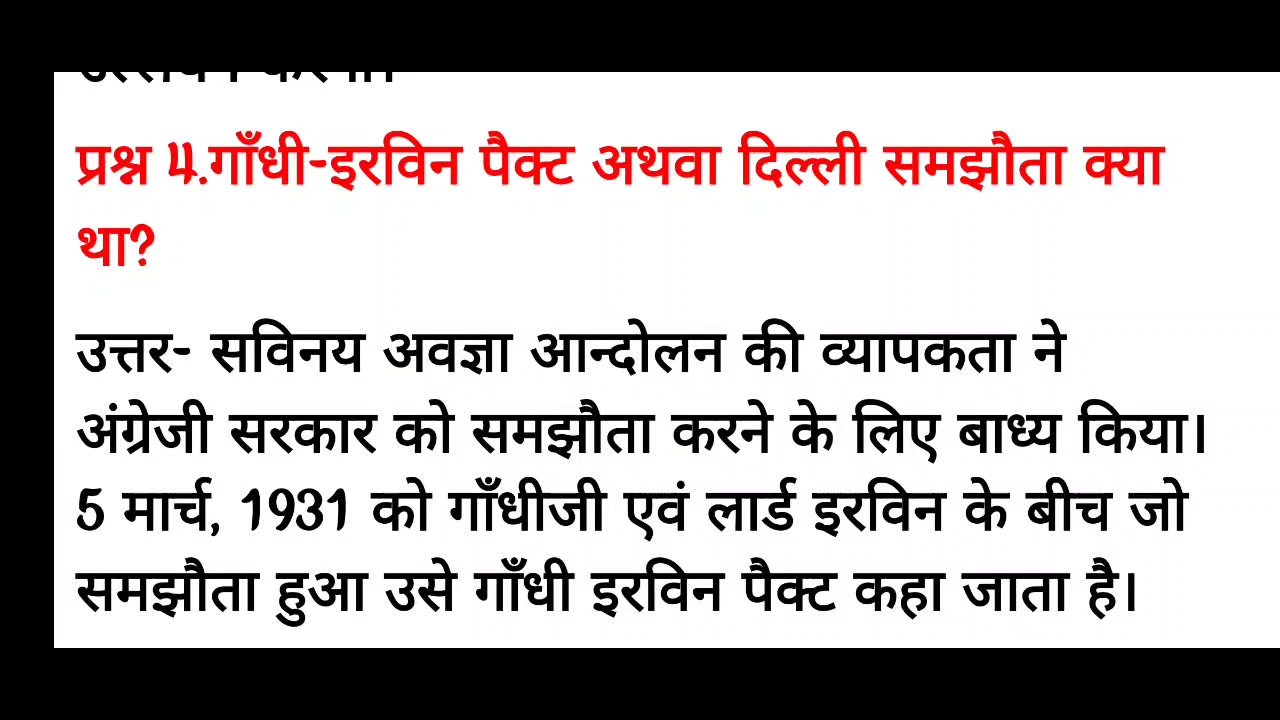 प्रश्न 4.गाँधी-इरविन पैक्ट अथवा दिल्ली समझौता क्या
था?
उत्तर- सविनय अवज्ञा आन्दोलन की व्यापकता ने
अंग्रेजी सरकार को समझौता करने के लिए बाध्य किया।
5 मार्च, 1931 को गाँधीजी एवं लार्ड इरविन के बीच जो
समझौता हुआ उसे गाँधी इरविन पैक्ट कहा जाता है।